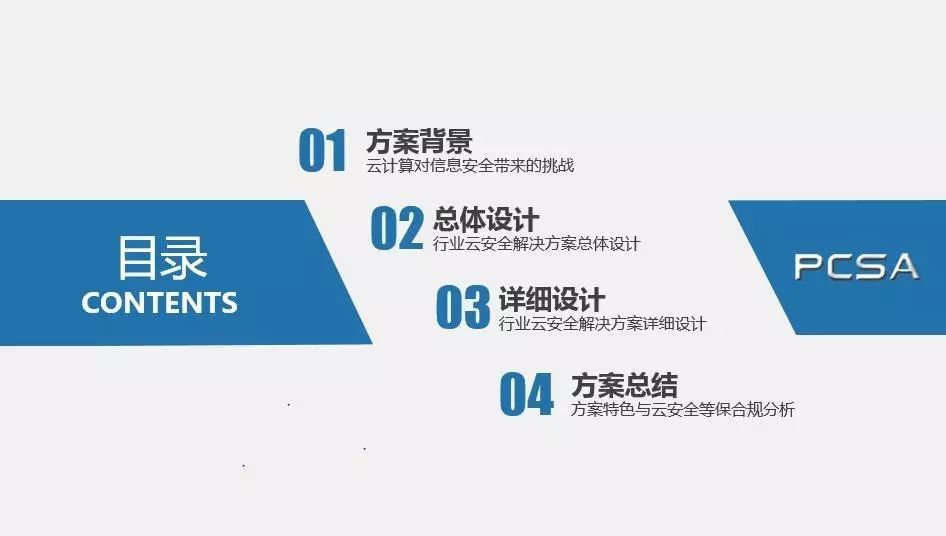 目录
CONTENTS
01 方案背景
云计算对信息安全带来的挑战
02 总体设计
行业云安全解决方案总体设计
03 详细设计
行业云安全解决方案详细设计
04 方案总结
方案特色与云安全等保合规分析
PCSA